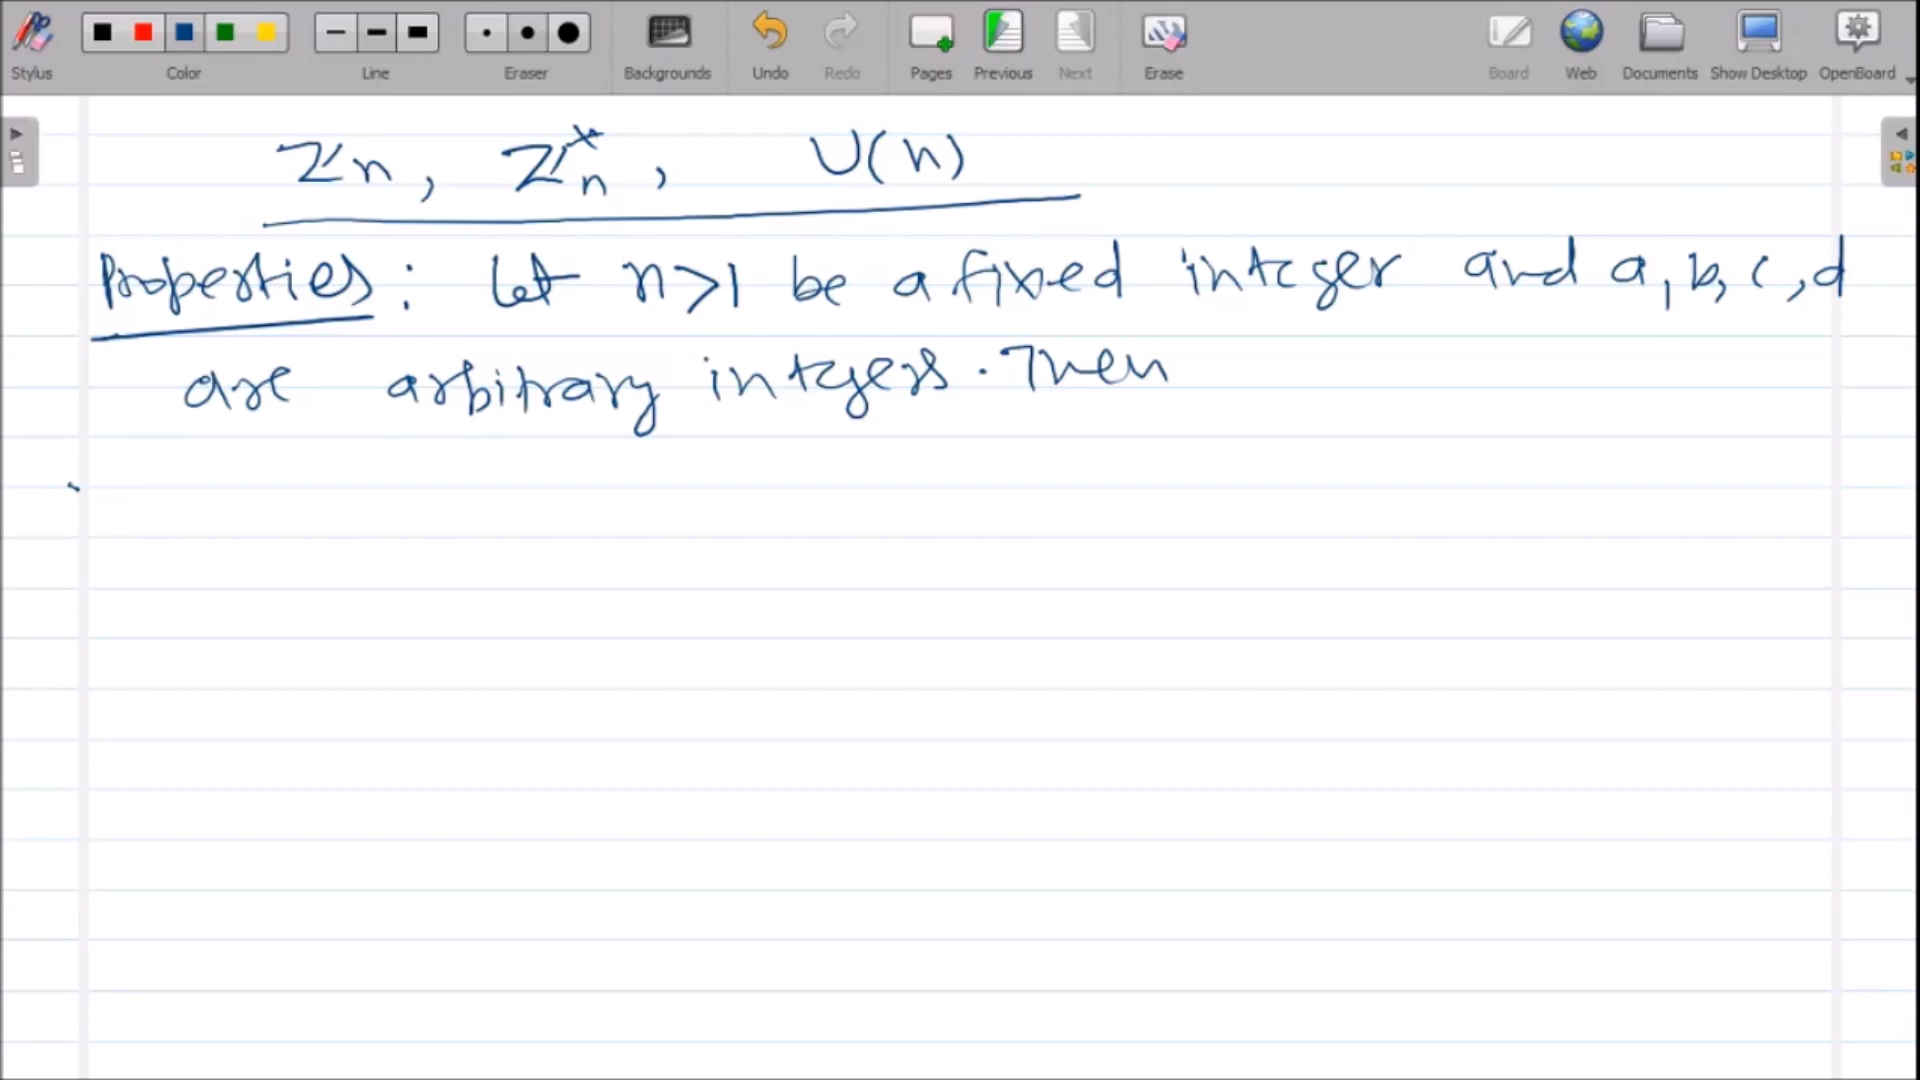 Stylus Color Line Eraser Backgrounds Undo Redo Pages Previous Next Erase Board Web Documents Show Desktop OpenBoard
Zn, Z*n, U(n)
Properties: Let n>1 be a fixed integer and a, b, c, d
are arbitrary integers. Then